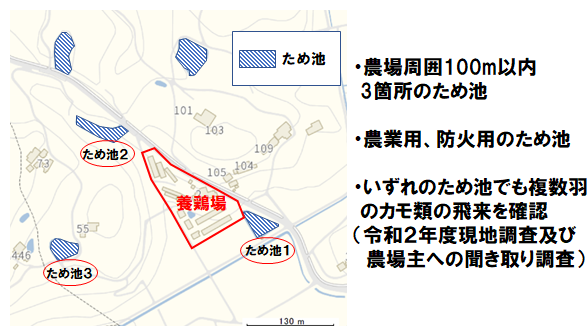 ため池
・農場周囲100m以内
3箇所のため池
・農業用、防火用のため池
・いずれのため池でも複数羽
のカモ類の飛来を確認
(令和2年度現地調査及び
農場主への聞き取り調査)
101
103
109
ため池2
104
105
73
養鶏場
55
ため池1
446
ため池3
130 m